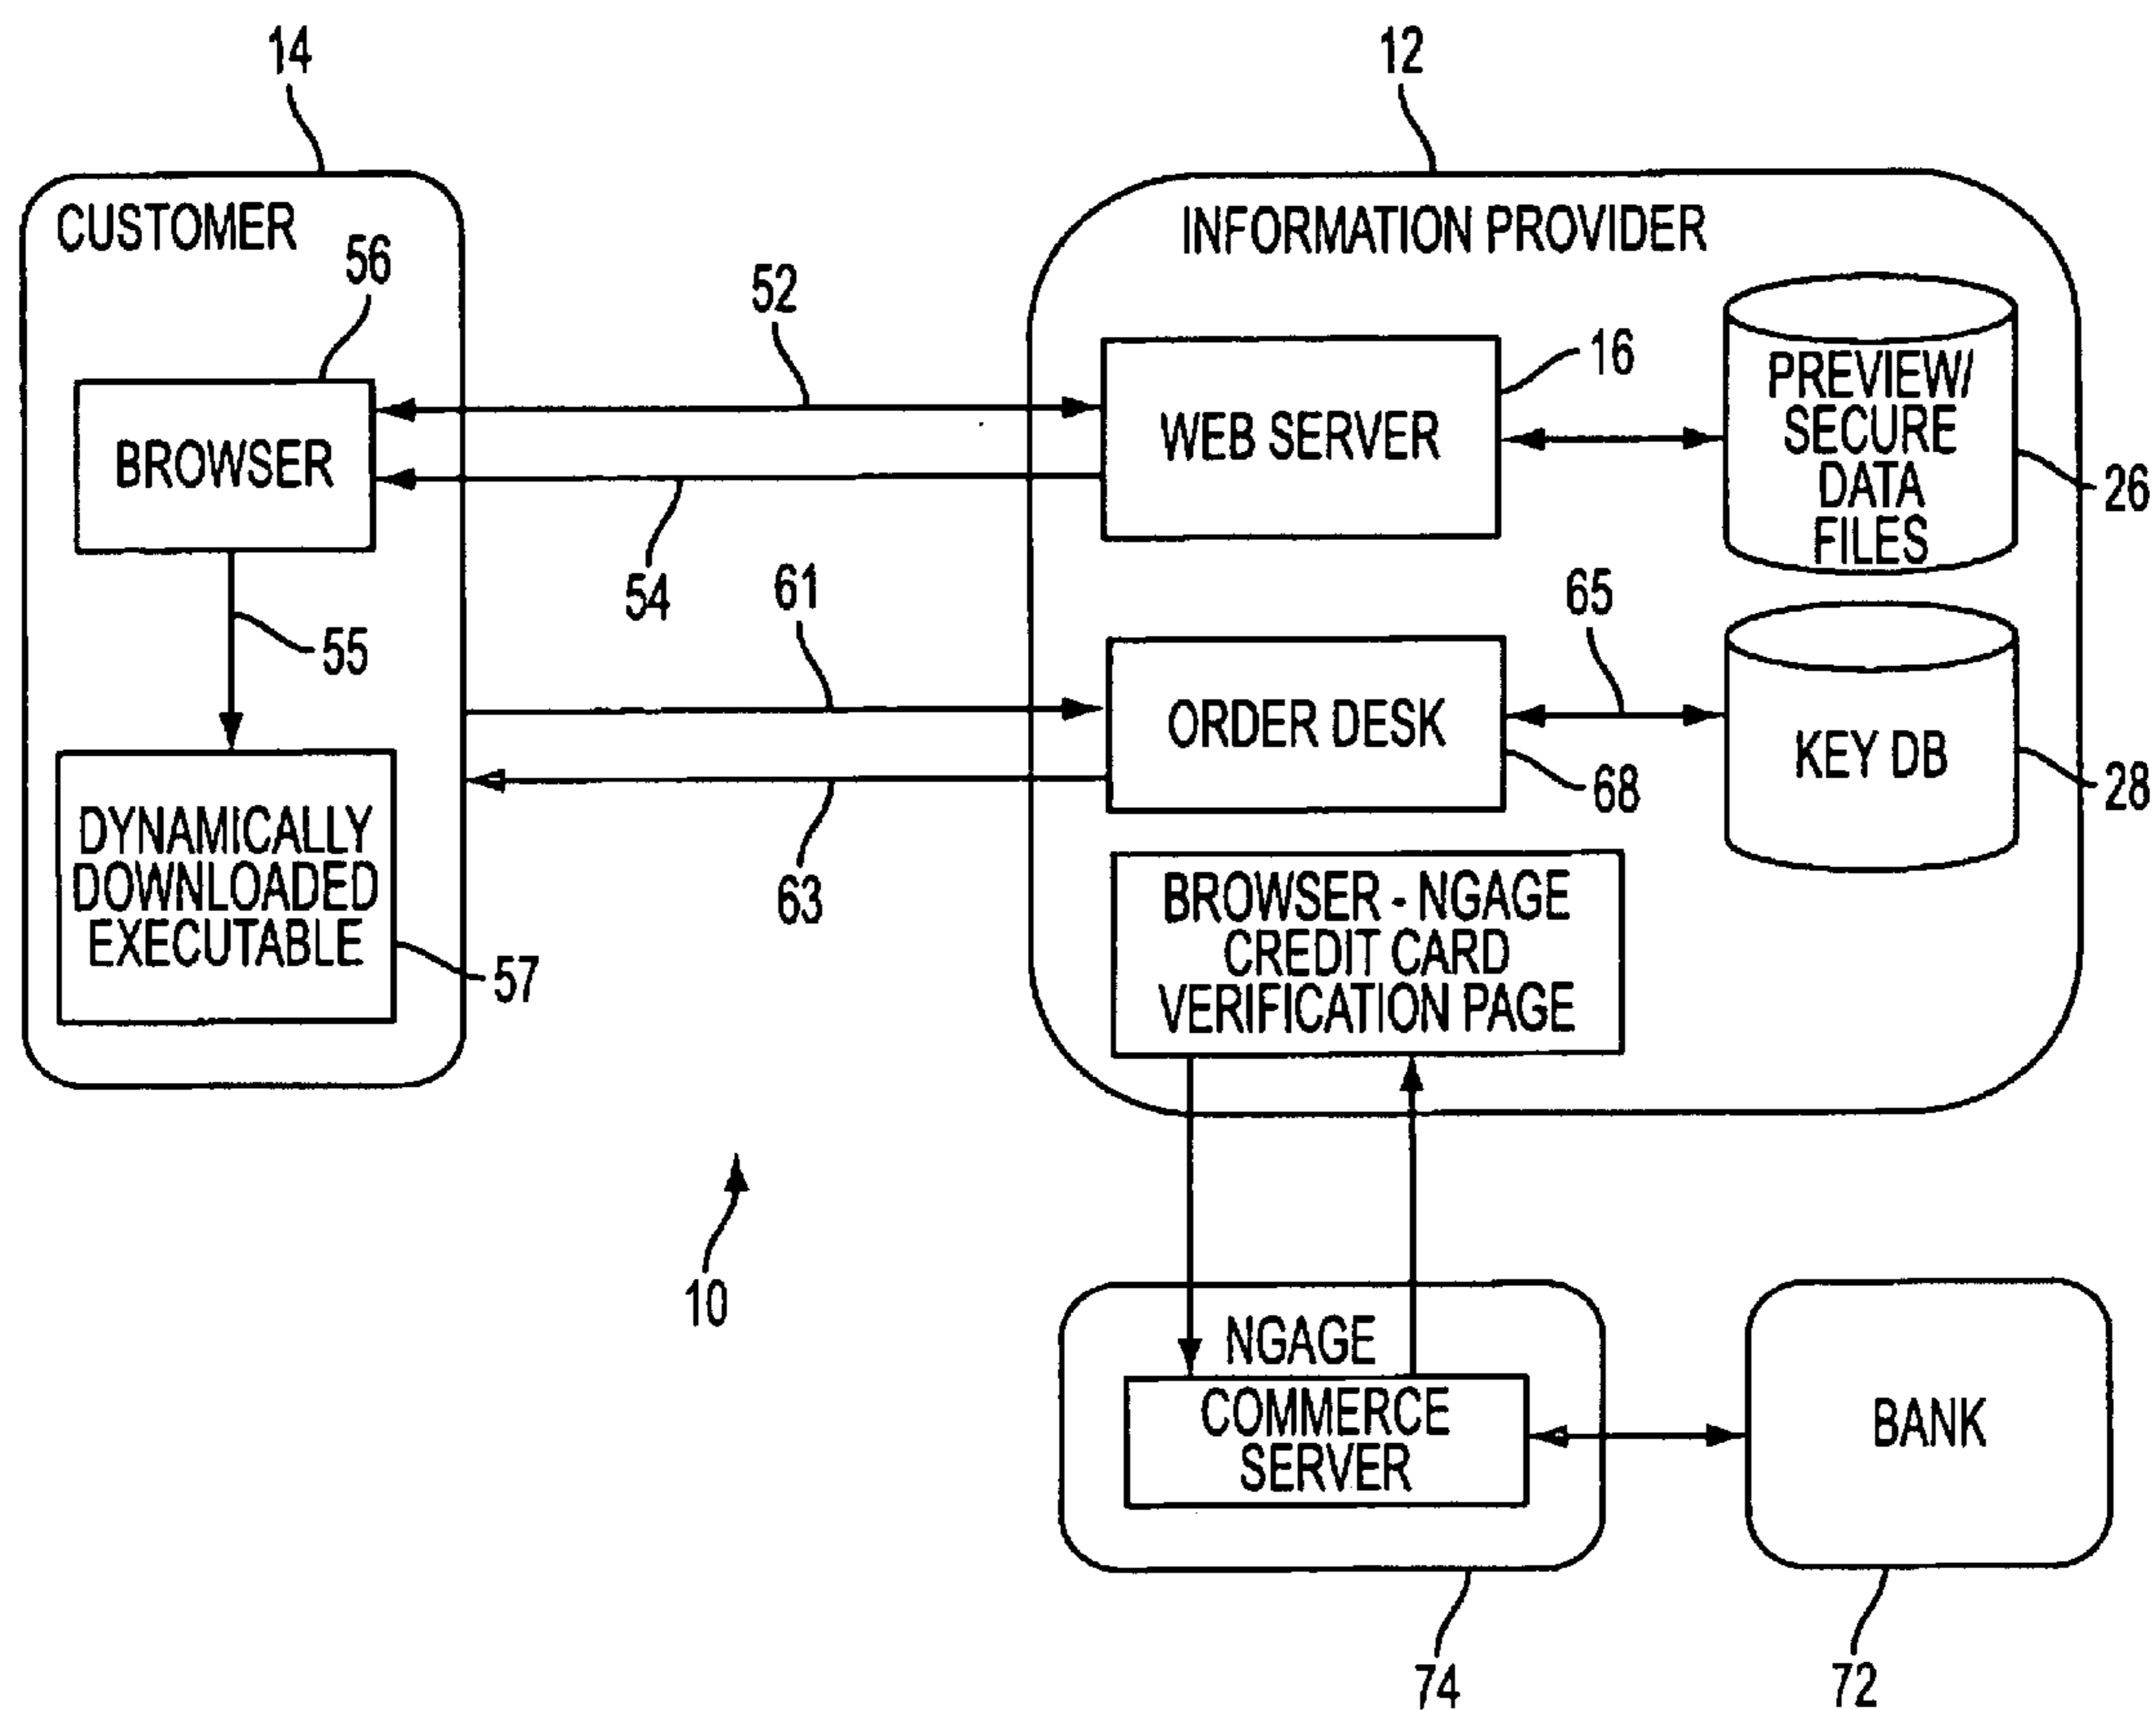 14
12
CUSTOMER
INFORMATION PROVIDER
56
52
16
BROWSER
WEB SERVER
PREVIEW/
SECURE
DATA
FILES
26
54
55
61
65
ORDER DESK
KEY DB
68
28
63
DYNAMICALLY
DOWNLOADED
EXECUTABLE
57
BROWSER - NGAGE
CREDIT CARD
VERIFICATION PAGE
10
NGAGE
COMMERCE
SERVER
BANK
74
72